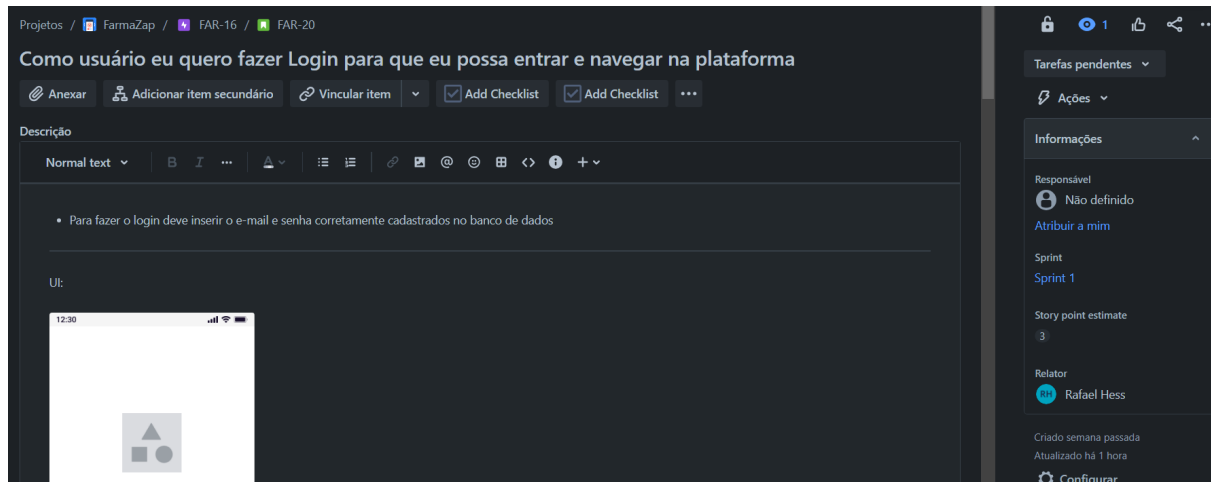 Projetos / FarmaZap / FAR-16 / FAR-20
1
Como usuário eu quero fazer Login para que eu possa entrar e navegar na plataforma
Tarefas pendentes
Anexar Adicionar item secundário Vincular item Add Checklist Add Checklist
Ações
Descrição
Informações
Normal text B I A @ <> +
Responsável
Não definido
Para fazer o login deve inserir o e-mail e senha corretamente cadastrados no banco de dados
Atribuir a mim
Sprint
Sprint 1
UI:
12:30
Story point estimate
3
Relator
RH Rafael Hess
Criado semana passada
Atualizado há 1 hora
Configurar